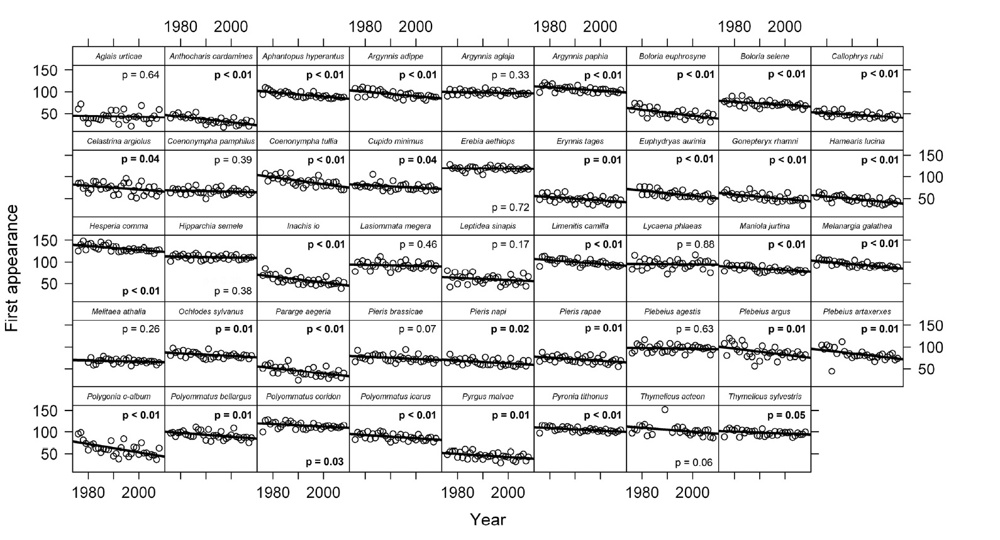 1980 2000 1980 2000 1980 2000 1980 2000
Aglais urticae Anthocharis cardamines Aphantopus hyperantus Argynnis adippe Argynnis aglaja Argynnis paphia Boloria euphrosyne Boloria selene Callophrys rubi
150 p = 0.64 p < 0.01 p < 0.01 p < 0.01 p = 0.33 p < 0.01 p < 0.01 p < 0.01 p < 0.01
100
50
Celastrina argiolus Coenonympha pamphilus Coenonympha tullia Cupido minimus Erebia aethiops Erynnis tages Euphydryas aurinia Gonepteryx rhamni Hamearis lucina
p = 0.04 p = 0.39 p < 0.01 p = 0.04 p = 0.01 p < 0.01 p < 0.01 p < 0.01 150
100
50
p = 0.72
Hesperia comma Hipparchia semele Inachis io Lasiommata megera Leptidea sinapis Limenitis camilla Lycaena phlaeas Maniola jurtina Melanargia galathea
150 p < 0.01 p = 0.46 p = 0.17 p < 0.01 p = 0.88 p < 0.01 p < 0.01
100
50
p < 0.01 p = 0.38
Melitaea athalia Ochlodes sylvanus Pararge aegeria Pieris brassicae Pieris napi Pieris rapae Plebeius agestis Plebeius argus Plebeius artaxerxes
p = 0.26 p = 0.01 p < 0.01 p = 0.07 p = 0.02 p = 0.01 p = 0.63 p = 0.01 p = 0.01 150
100
50
Polygonia c-album Polyommatus bellargus Polyommatus coridon Polyommatus icarus Pyrgus malvae Pyronia tithonus Thymelicus acteon Thymelicus sylvestris
150 p < 0.01 p = 0.01 p < 0.01 p = 0.01 p < 0.01 p = 0.05
100
50
p = 0.03 p = 0.06
1980 2000 1980 2000 1980 2000 1980 2000
Year
First appearance